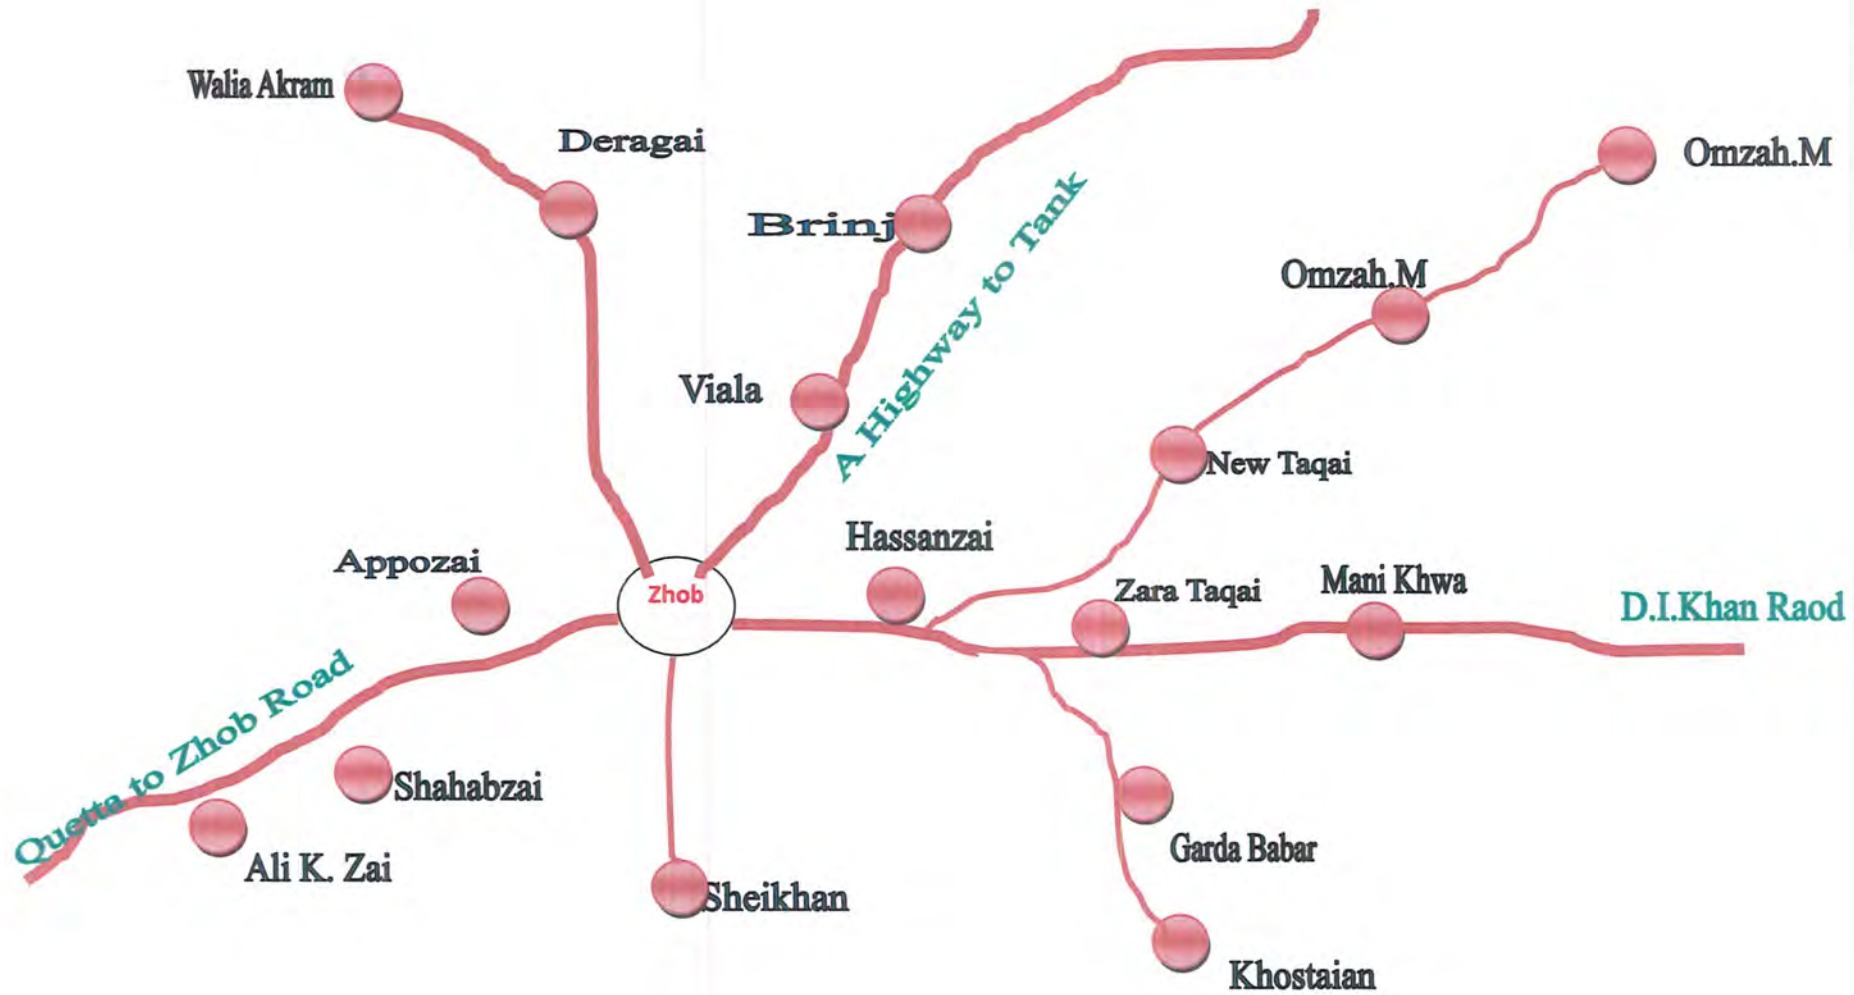 Walia Akram
Deragai
Omzah.M
Brinj
A Highway to Tank
Omzah.M
Viala
New Taqai
Hassanzai
Appozai
Zhob
Zara Taqai
Mani Khwa
D.I.Khan Raod
Quetta to Zhob Road
Shahabzai
Ali K. Zai
Sheikhan
Garda Babar
Khostaian